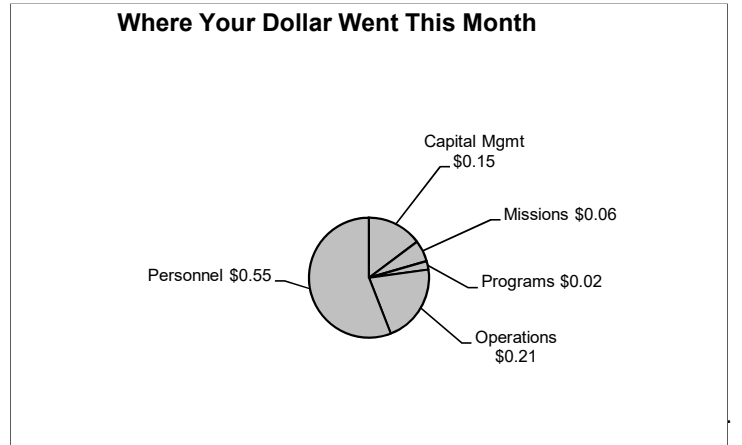 Where Your Dollar Went This Month
Capital Mgmt
$0.15
Missions $0.06
Personnel $0.55
Programs $0.02
Operations
$0.21
.